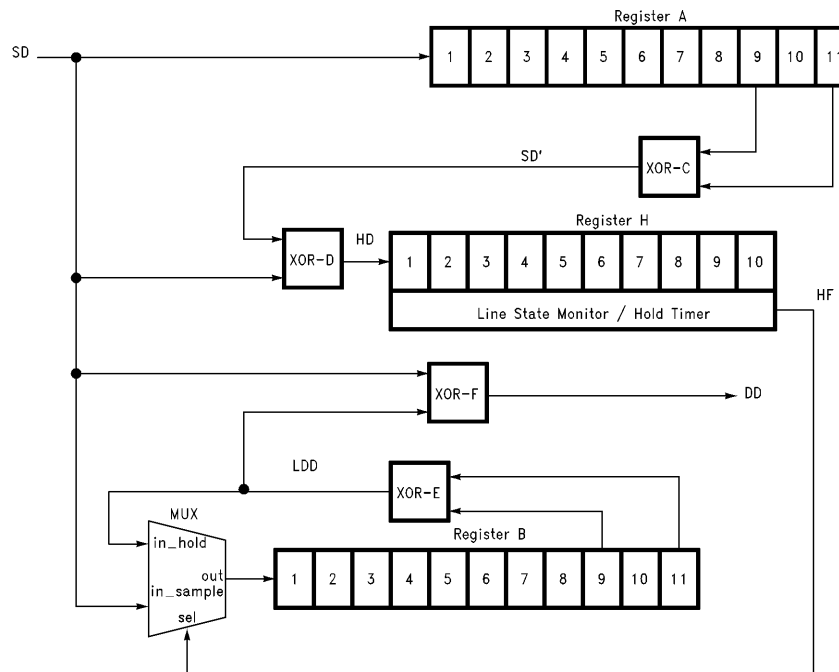 Register A
SD
1 2 3 4 5 6 7 8 9 10 11
XOR-C
SD'
Register H
XOR-D
HD
1 2 3 4 5 6 7 8 9 10
HF
Line State Monitor / Hold Timer
XOR-F
DD
LDD
XOR-E
MUX
Register B
in_hold
out
in_sample
sel
1 2 3 4 5 6 7 8 9 10 11